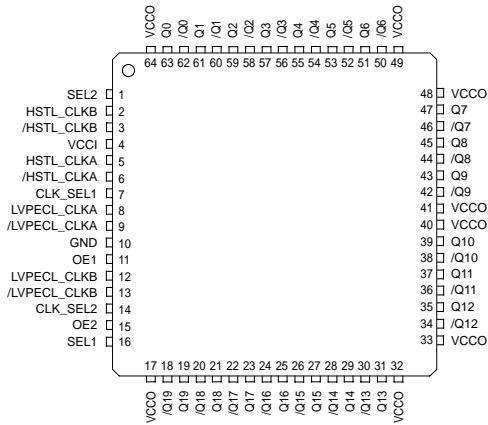 VCCO Q0 /Q0 Q1 /Q1 Q2 /Q2 Q3 /Q3 Q4 /Q4 Q5 /Q5 Q6 /Q6 VCCO
64 63 62 61 60 59 58 57 56 55 54 53 52 51 50 49
SEL2 1
HSTL_CLKB 2
/HSTL_CLKB 3
VCCI 4
HSTL_CLKA 5
/HSTL_CLKA 6
CLK_SEL1 7
LVPECL_CLKA 8
/LVPECL_CLKA 9
GND 10
OE1 11
LVPECL_CLKB 12
/LVPECL_CLKB 13
CLK_SEL2 14
OE2 15
SEL1 16
48 VCCO
47 Q7
46 /Q7
45 Q8
44 /Q8
43 Q9
42 /Q9
41 VCCO
40 VCCO
39 Q10
38 /Q10
37 Q11
36 /Q11
35 Q12
34 /Q12
33 VCCO
17 18 19 20 21 22 23 24 25 26 27 28 29 30 31 32
VCCO /Q19 Q19 /Q18 Q18 /Q17 Q17 /Q16 Q16 /Q15 Q15 /Q14 Q14 /Q13 Q13 VCCO